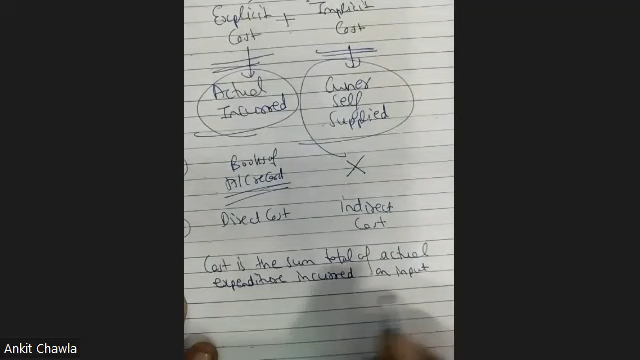 Explicit + Implicit
Cost Cost
Actual Owner
Incurred Self
Supplied
Books of X
A/C record
Direct Cost Indirect
Cost
Cost is the sum total of actual
expenditure incurred on input
Ankit Chawla